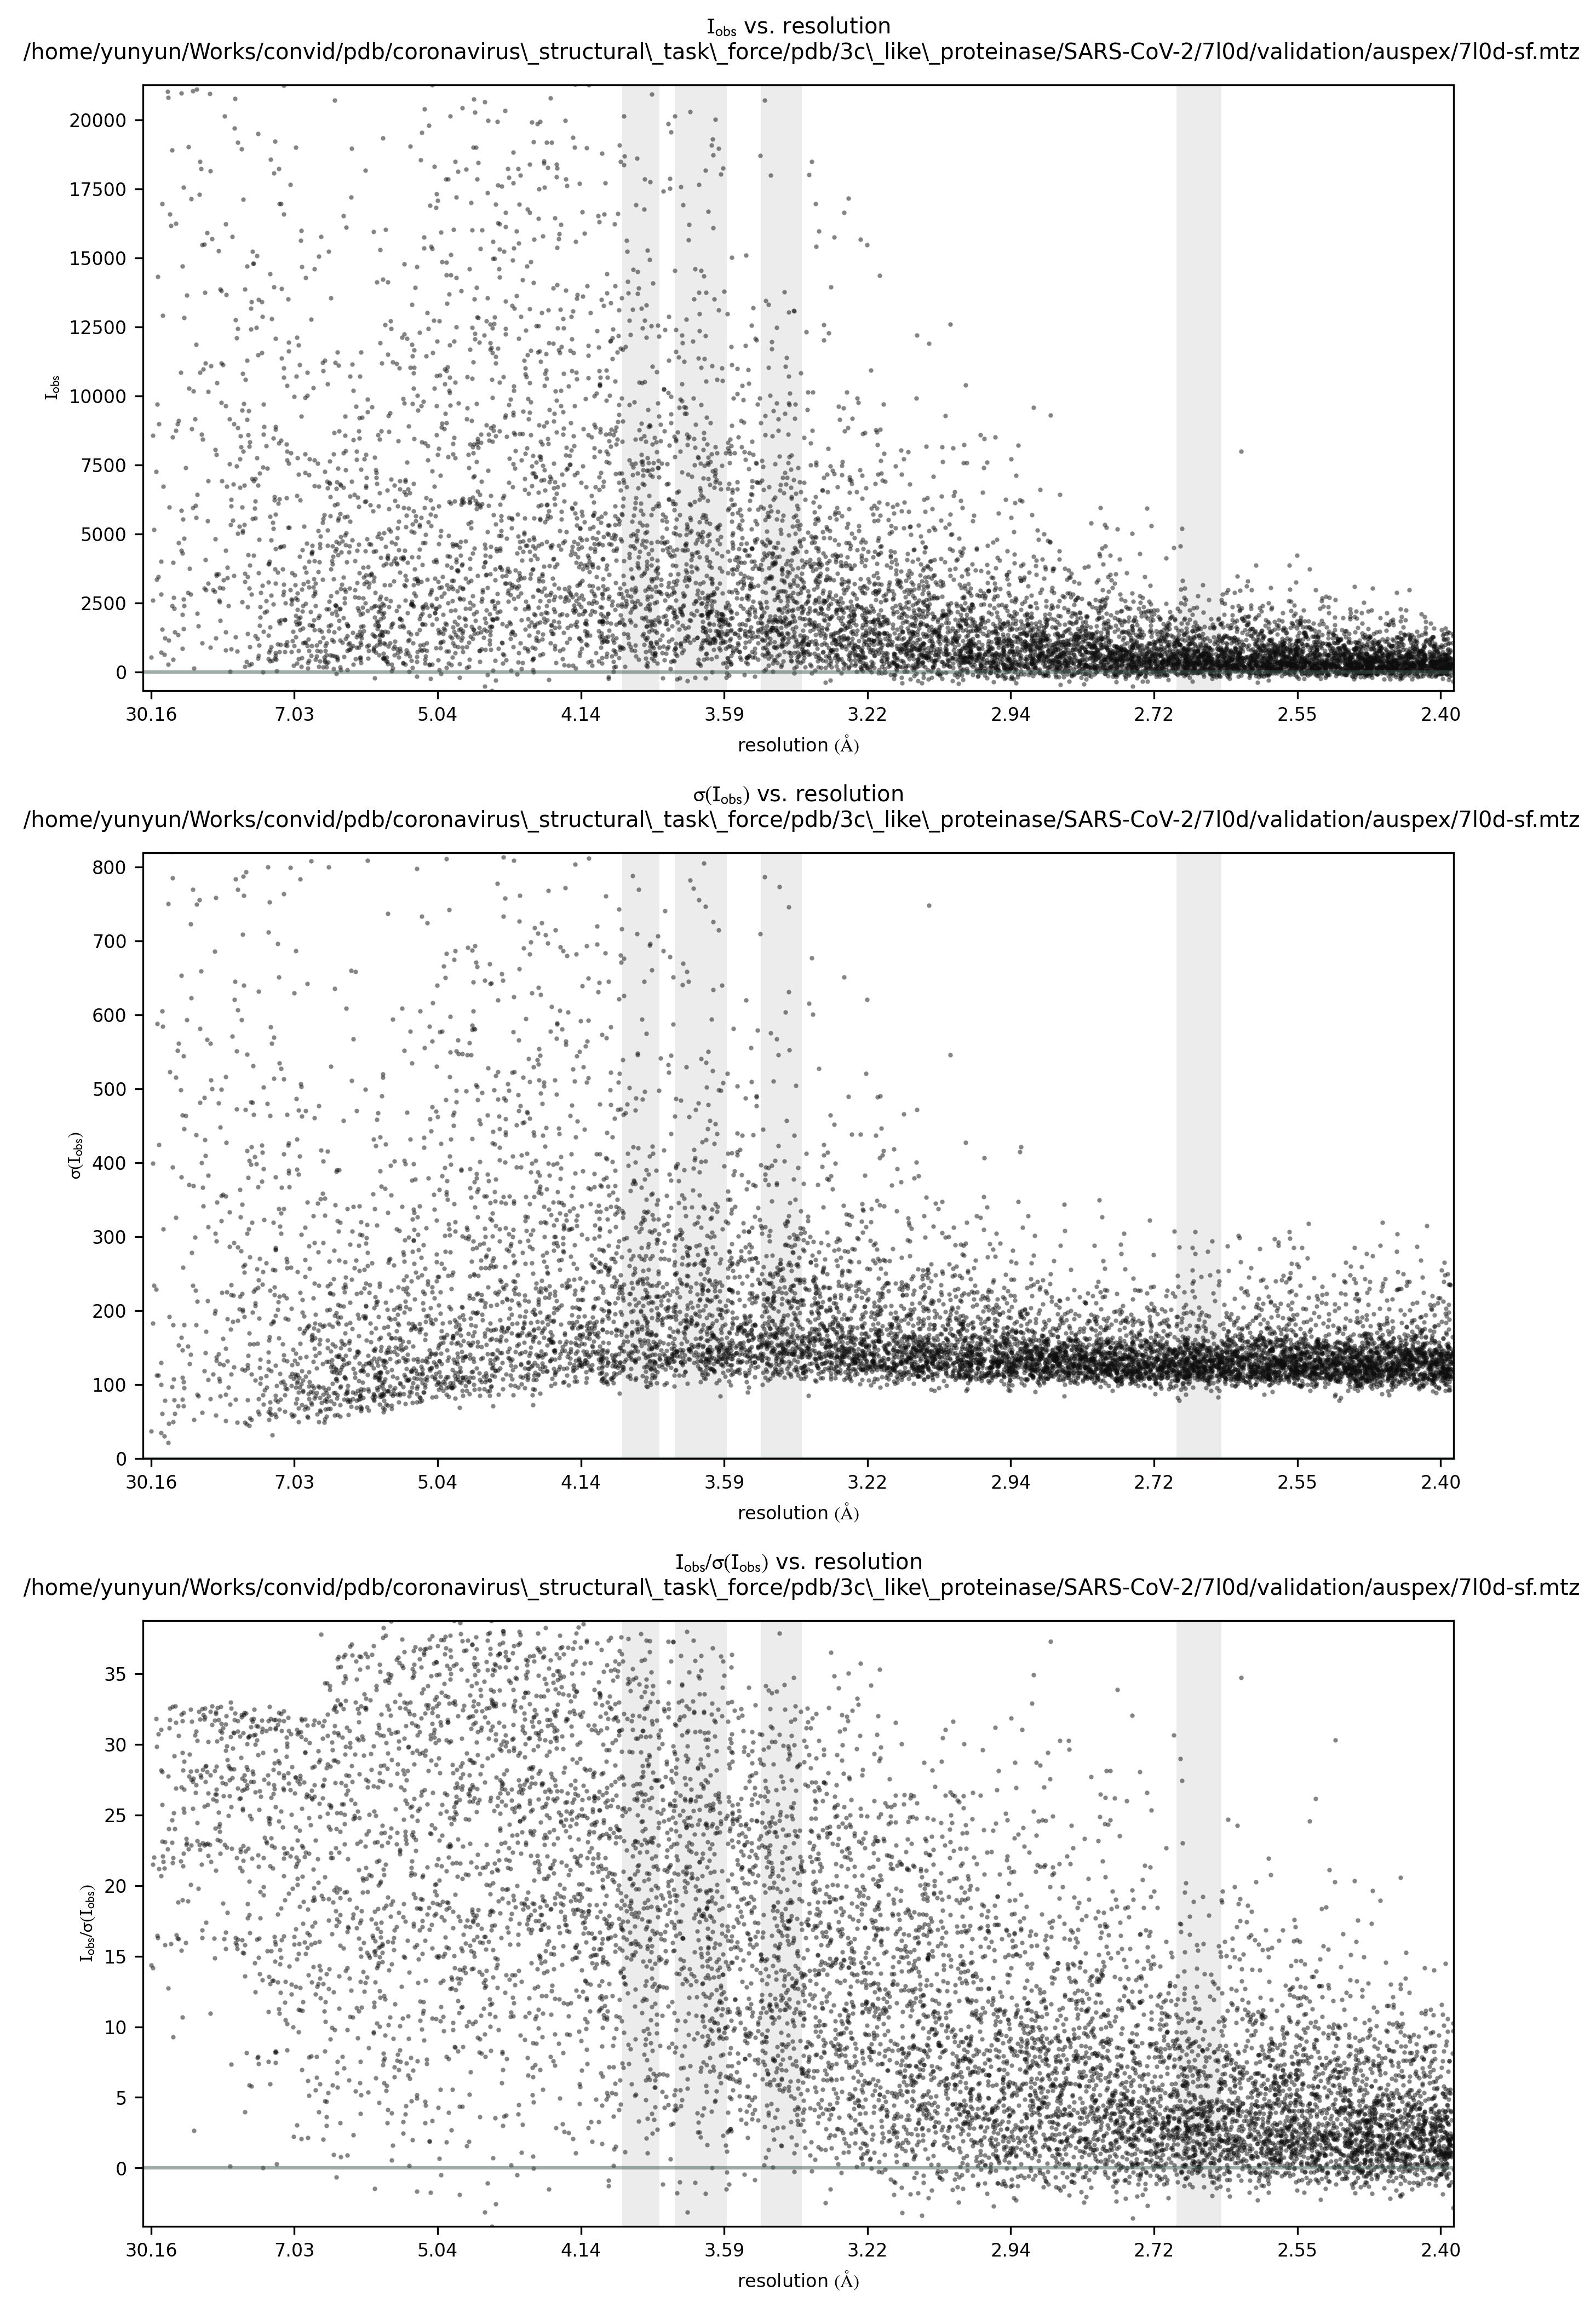 I_obs vs. resolution
/home/yunyun/Works/convid/pdb/coronavirus\_structural\_task\_force/pdb/3c\_like\_proteinase/SARS-CoV-2/7l0d/validation/auspex/7l0d-sf.mtz
20000
17500
15000
12500
10000
7500
5000
2500
0
I_obs
30.16 7.03 5.04 4.14 3.59 3.22 2.94 2.72 2.55 2.40
resolution (Å)
σ(I_obs) vs. resolution
/home/yunyun/Works/convid/pdb/coronavirus\_structural\_task\_force/pdb/3c\_like\_proteinase/SARS-CoV-2/7l0d/validation/auspex/7l0d-sf.mtz
800
700
600
500
400
300
200
100
0
σ(I_obs)
30.16 7.03 5.04 4.14 3.59 3.22 2.94 2.72 2.55 2.40
resolution (Å)
I_obs/σ(I_obs) vs. resolution
/home/yunyun/Works/convid/pdb/coronavirus\_structural\_task\_force/pdb/3c\_like\_proteinase/SARS-CoV-2/7l0d/validation/auspex/7l0d-sf.mtz
35
30
25
20
15
10
5
0
I_obs/σ(I_obs)
30.16 7.03 5.04 4.14 3.59 3.22 2.94 2.72 2.55 2.40
resolution (Å)